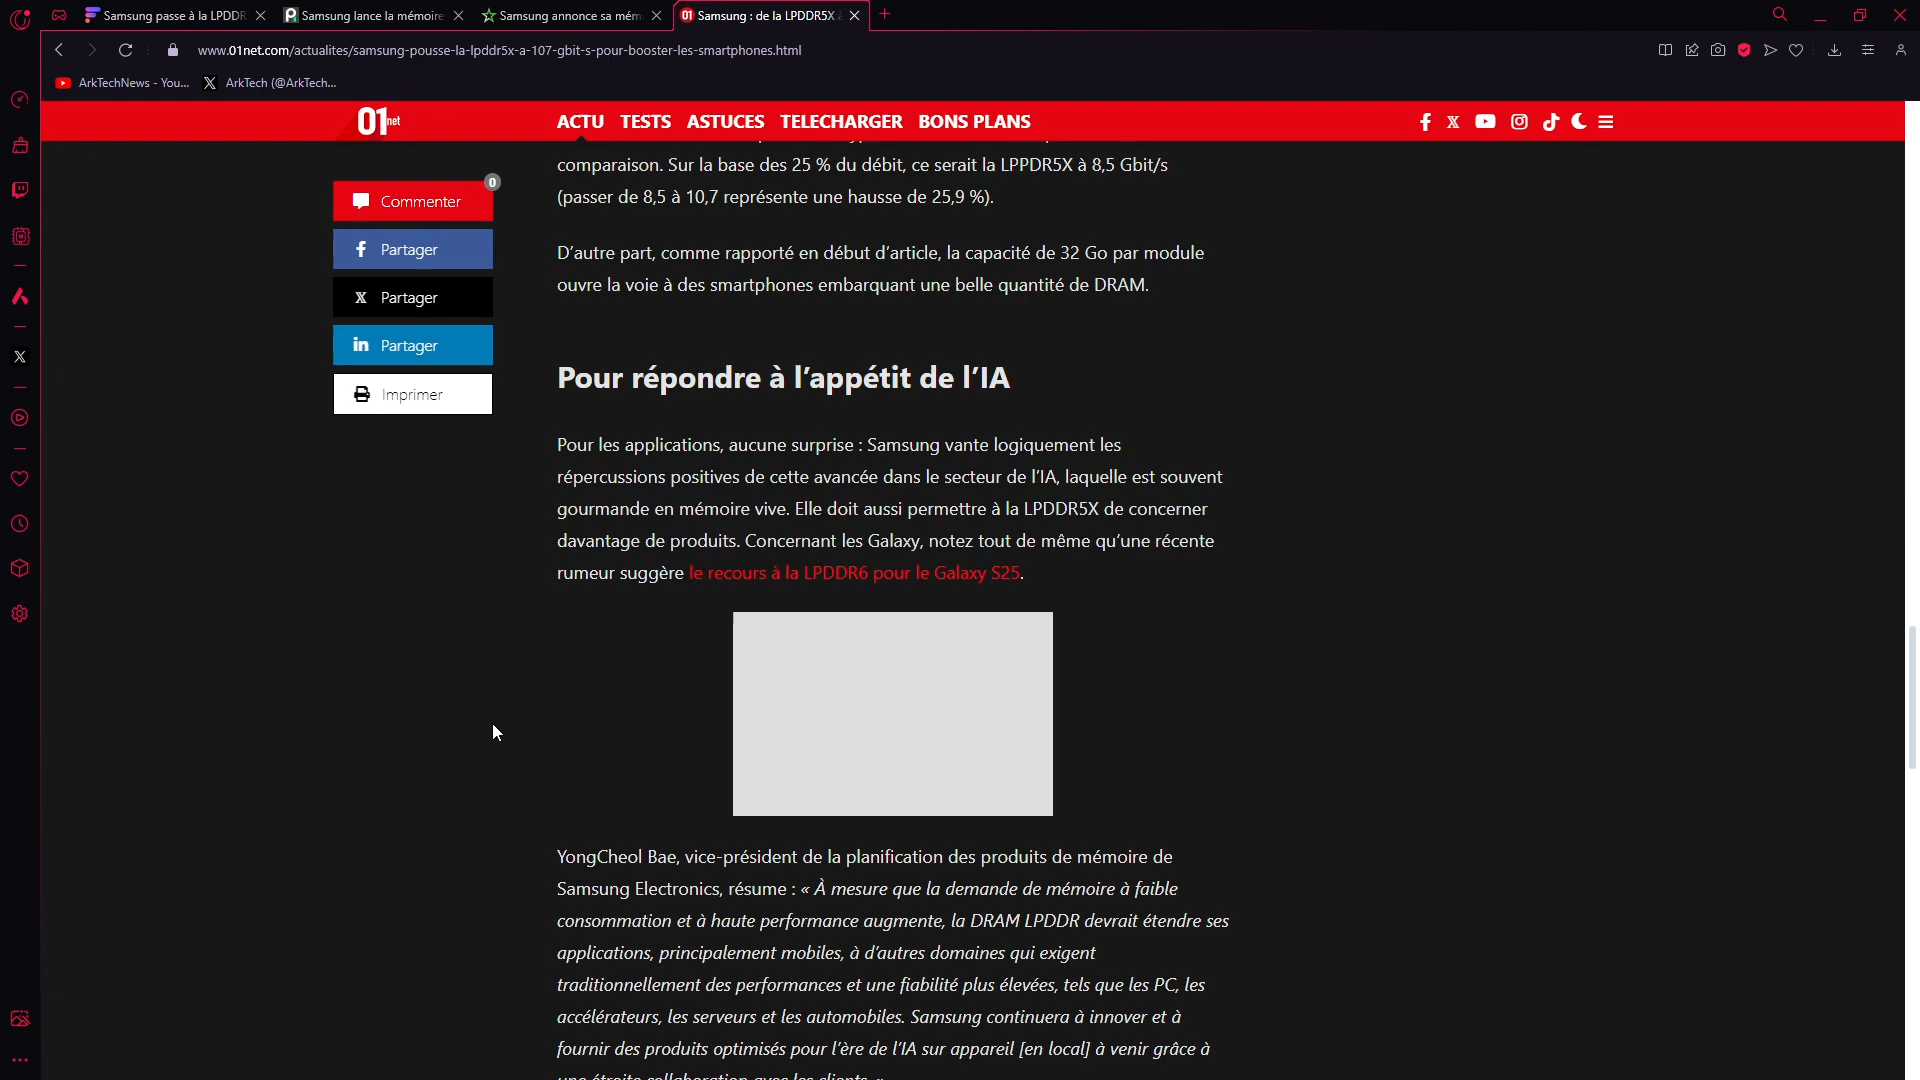 Samsung passe à la LPDDR
Samsung lance la mémoire
Samsung annonce sa mém
01 Samsung : de la LPDDR5X
www.01net.com/actualites/samsung-pousse-la-lpddr5x-a-107-gbit-s-pour-booster-les-smartphones.html
ArkTechNews - You...
ArkTech (@ArkTech...
01net
ACTU TESTS ASTUCES TELECHARGER BONS PLANS
0
Commenter
Partager
Partager
Partager
Imprimer
comparaison. Sur la base des 25 % du débit, ce serait la LPPDR5X à 8,5 Gbit/s
(passer de 8,5 à 10,7 représente une hausse de 25,9 %).
D’autre part, comme rapporté en début d’article, la capacité de 32 Go par module
ouvre la voie à des smartphones embarquant une belle quantité de DRAM.
Pour répondre à l’appétit de l’IA
Pour les applications, aucune surprise : Samsung vante logiquement les
répercussions positives de cette avancée dans le secteur de l’IA, laquelle est souvent
gourmande en mémoire vive. Elle doit aussi permettre à la LPDDR5X de concerner
davantage de produits. Concernant les Galaxy, notez tout de même qu’une récente
rumeur suggère le recours à la LPDDR6 pour le Galaxy S25.
YongCheol Bae, vice-président de la planification des produits de mémoire de
Samsung Electronics, résume : « À mesure que la demande de mémoire à faible
consommation et à haute performance augmente, la DRAM LPDDR devrait étendre ses
applications, principalement mobiles, à d’autres domaines qui exigent
traditionnellement des performances et une fiabilité plus élevées, tels que les PC, les
accélérateurs, les serveurs et les automobiles. Samsung continuera à innover et à
fournir des produits optimisés pour l’ère de l’IA sur appareil [en local] à venir grâce à
une étroite collaboration avec les clients. »